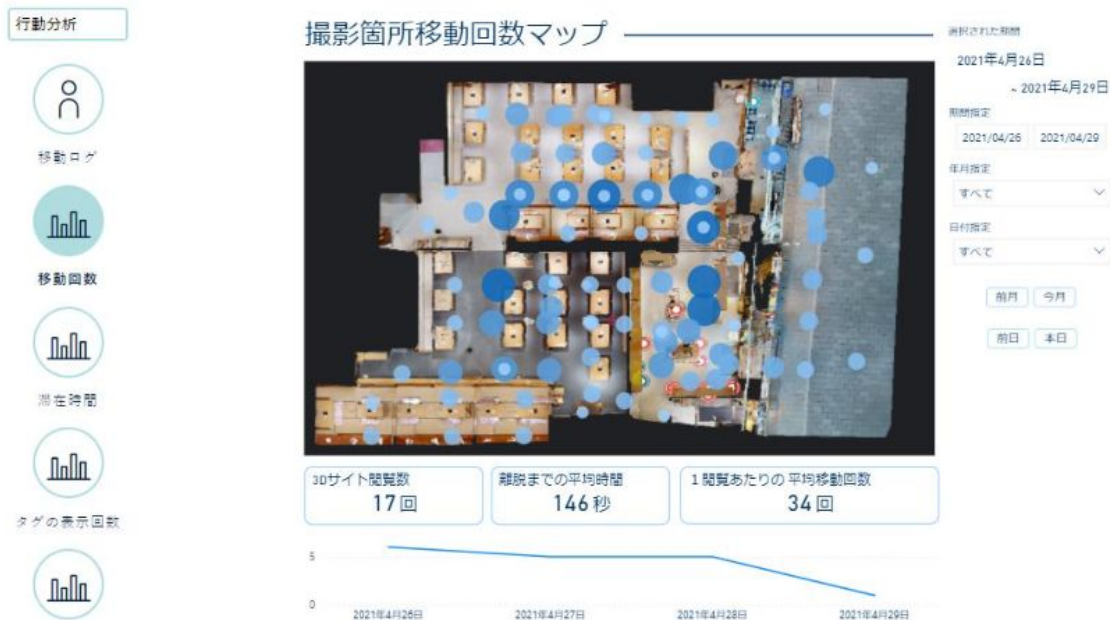 行動分析
移動ログ
移動回数
滞在時間
タグの表示回数
撮影箇所移動回数マップ
選択された期間
2021年4月26日
~ 2021年4月29日
期間指定
2021/04/26 2021/04/29
年月指定
すべて
日付指定
すべて
前月 今月
前日 本日
3Dサイト閲覧数
17回
離脱までの平均時間
146秒
1閲覧あたりの 平均移動回数
34回
5
0
2021年4月26日 2021年4月27日 2021年4月28日 2021年4月29日